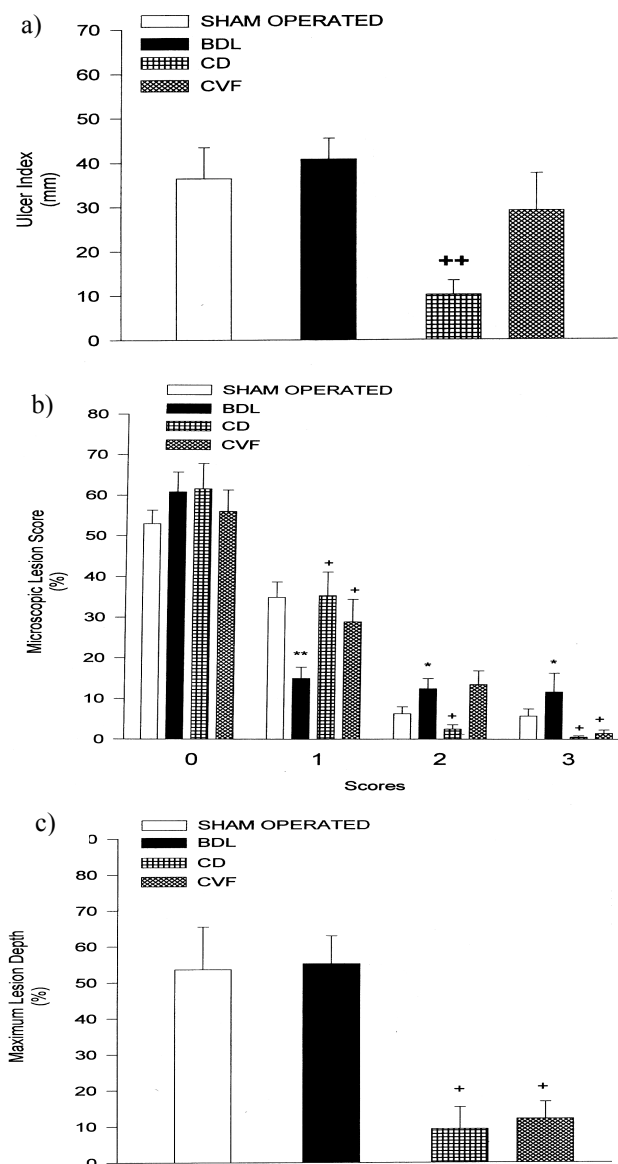 a)
SHAM OPERATED
BDL
CD
CVF
70
60
50
40
30
20
10
0
Ulcer Index
(mm)
++
b)
SHAM OPERATED
BDL
CD
CVF
80
70
60
50
40
30
20
10
0
Microscopic Lesion Score
(%)
+
+
**
*
+
*
+
+
0 1 2 3
Scores
c)
SHAM OPERATED
BDL
CD
CVF
0
80
70
60
50
40
30
20
10
0
Maximum Lesion Depth
(%)
+
+